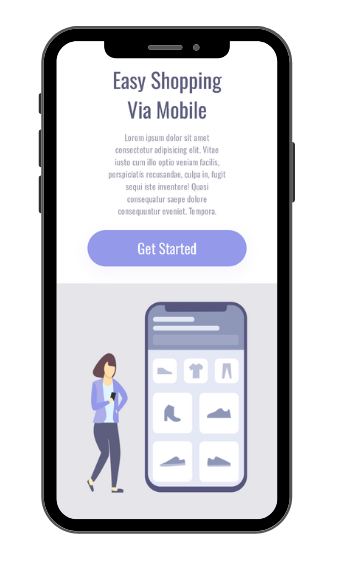 Easy Shopping
Via Mobile
Lorem ipsum dolor sit amet
consectetur adipisicing elit. Vitae
iusto cum illo optio veniam facilis,
perspiciatis recusandae, culpa in, fugit
sequi iste inventore! Quasi
consequatur saepe dolore
consequuntur eveniet. Tempora.
Get Started